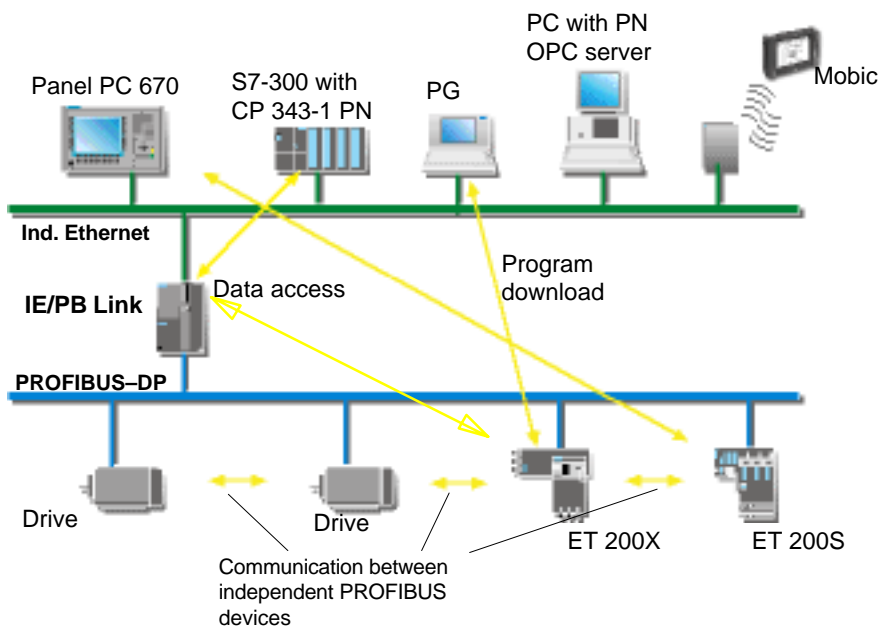 PC with PN
OPC server
Panel PC 670
S7-300 with
CP 343-1 PN
PG
Mobic
Ind. Ethernet
Program
download
Data access
IE/PB Link
PROFIBUS–DP
Drive
Drive
ET 200X
ET 200S
Communication between
independent PROFIBUS
devices